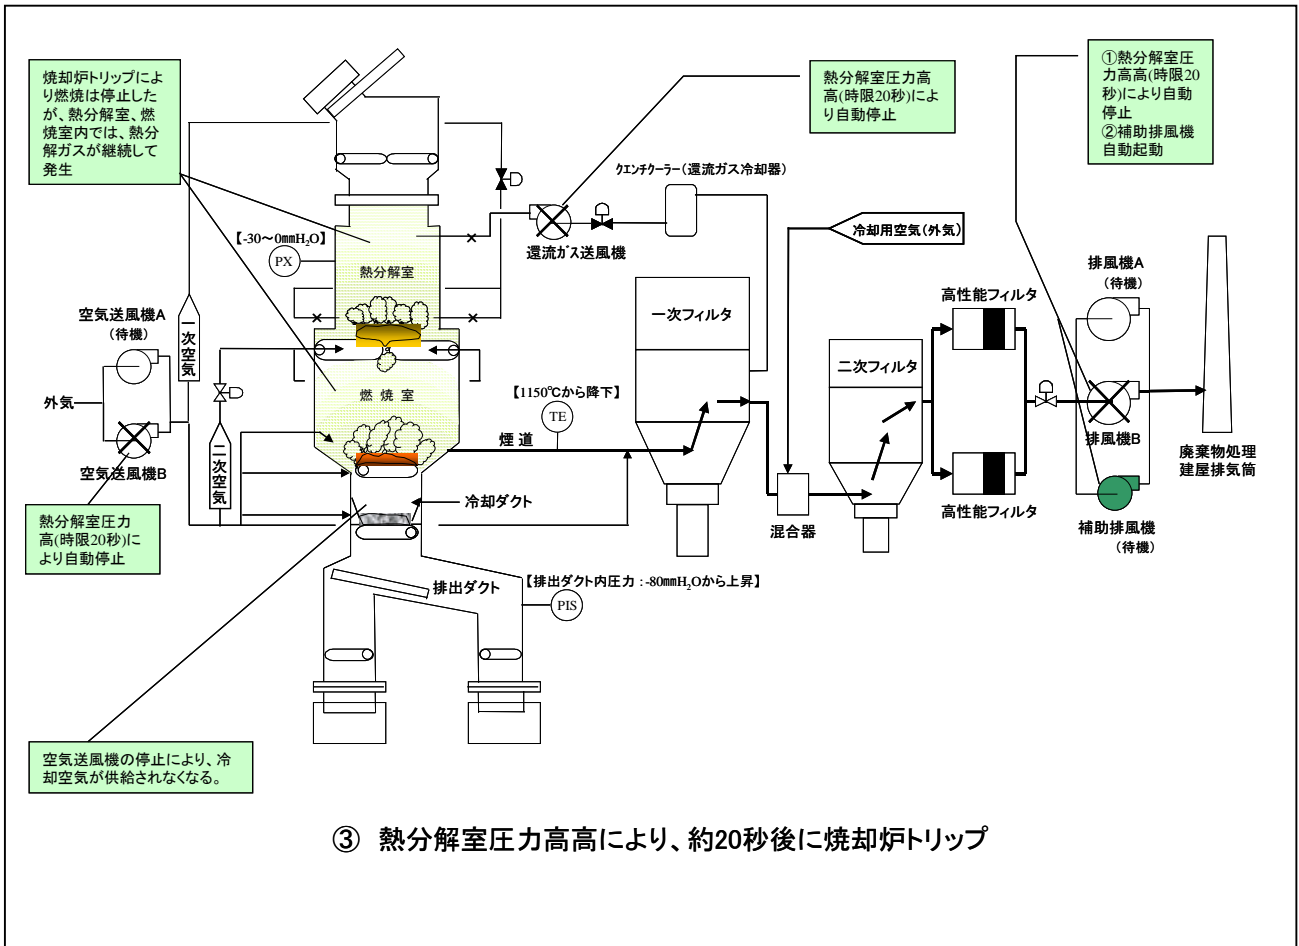 焼却炉トリップによ
り燃焼は停止した
が、熱分解室、燃
焼室内では、熱分
解ガスが継続して
発生
熱分解室圧力高
高(時限20秒)によ
り自動停止
①熱分解室圧
力高高(時限20
秒)により自動
停止
②補助排風機
自動起動
クエンチクーラー(還流ガス冷却器)
【-30~0mmH2O】
PX
熱分解室
還流ガス送風機
冷却用空気(外気)
空気送風機A
(待機)
一次空気
外気
空気送風機B
二次空気
燃焼室
【1150℃から降下】
TE
煙道
一次フィルタ
二次フィルタ
高性能フィルタ
高性能フィルタ
排風機A
(待機)
排風機B
補助排風機
(待機)
廃棄物処理
建屋排気筒
混合器
冷却ダクト
熱分解室圧力
高(時限20秒)に
より自動停止
排出ダクト
【排出ダクト内圧力:-80mmH2Oから上昇】
PIS
空気送風機の停止により、冷
却空気が供給されなくなる。
③ 熱分解室圧力高高により、約20秒後に焼却炉トリップ